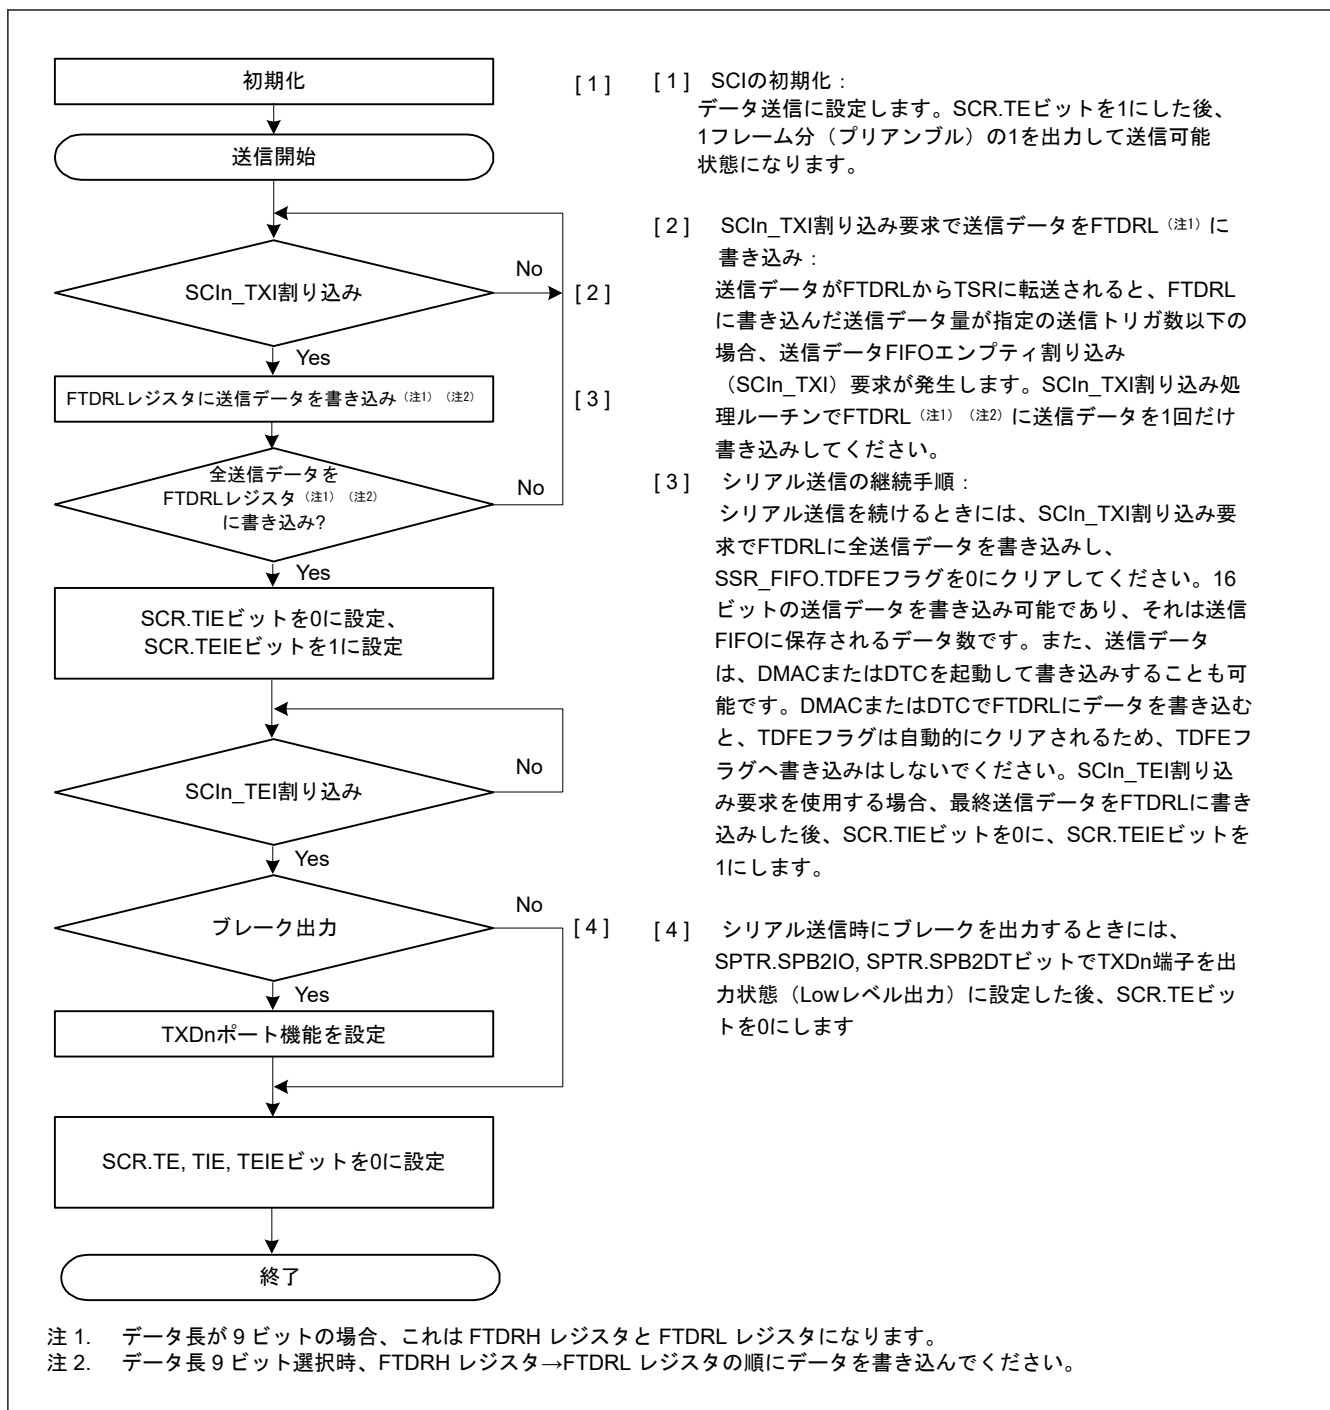 初期化
[ 1 ]
送信開始
SCIn_TXI割り込み
No
[ 2 ]
Yes
FTDRLレジスタに送信データを書き込み（注1）（注2）
[ 3 ]
全送信データを
FTDRLレジスタ（注1）（注2）
に書き込み?
No
Yes
SCR.TIEビットを0に設定、
SCR.TEIEビットを1に設定
SCIn_TEI割り込み
No
Yes
ブレーク出力
No
[ 4 ]
Yes
TXDnポート機能を設定
SCR.TE, TIE, TEIEビットを0に設定
終了
[ 1 ] SCIの初期化：
データ送信に設定します。SCR.TEビットを1にした後、
1フレーム分（プリアンブル）の1を出力して送信可能
状態になります。
[ 2 ] SCIn_TXI割り込み要求で送信データをFTDRL（注1）に
書き込み：
送信データがFTDRLからTSRに転送されると、FTDRL
に書き込んだ送信データ量が指定の送信トリガ数以下の
場合、送信データFIFOエンプティ割り込み
（SCIn_TXI）要求が発生します。SCIn_TXI割り込み処
理ルーチンでFTDRL（注1）（注2）に送信データを1回だけ
書き込みしてください。
[ 3 ] シリアル送信の継続手順：
シリアル送信を続けるときには、SCIn_TXI割り込み要
求でFTDRLに全送信データを書き込みし、
SSR_FIFO.TDFEフラグを0にクリアしてください。16
ビットの送信データを書き込み可能であり、それは送信
FIFOに保存されるデータ数です。また、送信データ
は、DMACまたはDTCを起動して書き込みすることも可
能です。DMACまたはDTCでFTDRLにデータを書き込む
と、TDFEフラグは自動的にクリアされるため、TDFEフ
ラグへ書き込みはしないでください。SCIn_TEI割り込
み要求を使用する場合、最終送信データをFTDRLに書き
込みした後、SCR.TIEビットを0に、SCR.TEIEビットを
1にします。
[ 4 ] シリアル送信時にブレークを出力するときには、
SPTR.SPB2IO, SPTR.SPB2DTビットでTXDn端子を出
力状態（Lowレベル出力）に設定した後、SCR.TEビッ
トを0にします
注 1. データ長が 9 ビットの場合、これは FTDRH レジスタと FTDRL レジスタになります。
注 2. データ長 9 ビット選択時、FTDRH レジスタ→FTDRL レジスタの順にデータを書き込んでください。